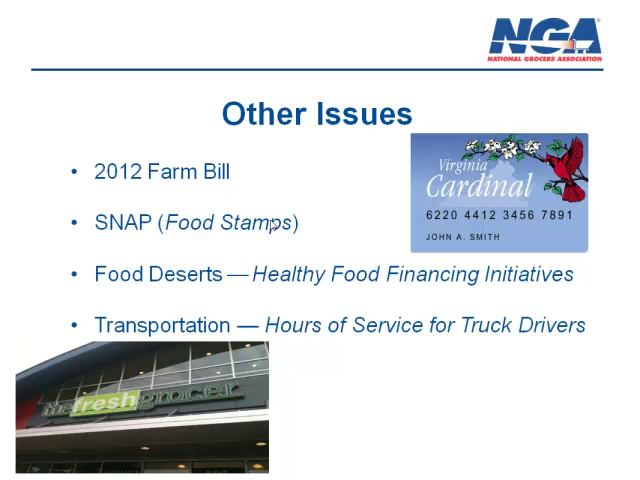 NGA
NATIONAL GROCERS ASSOCIATION
Other Issues
• 2012 Farm Bill
• SNAP (Food Stamps)
• Food Deserts — Healthy Food Financing Initiatives
• Transportation — Hours of Service for Truck Drivers
Virginia
Cardinal
6220 4412 3456 7891
JOHN A. SMITH
thefreshgrocer